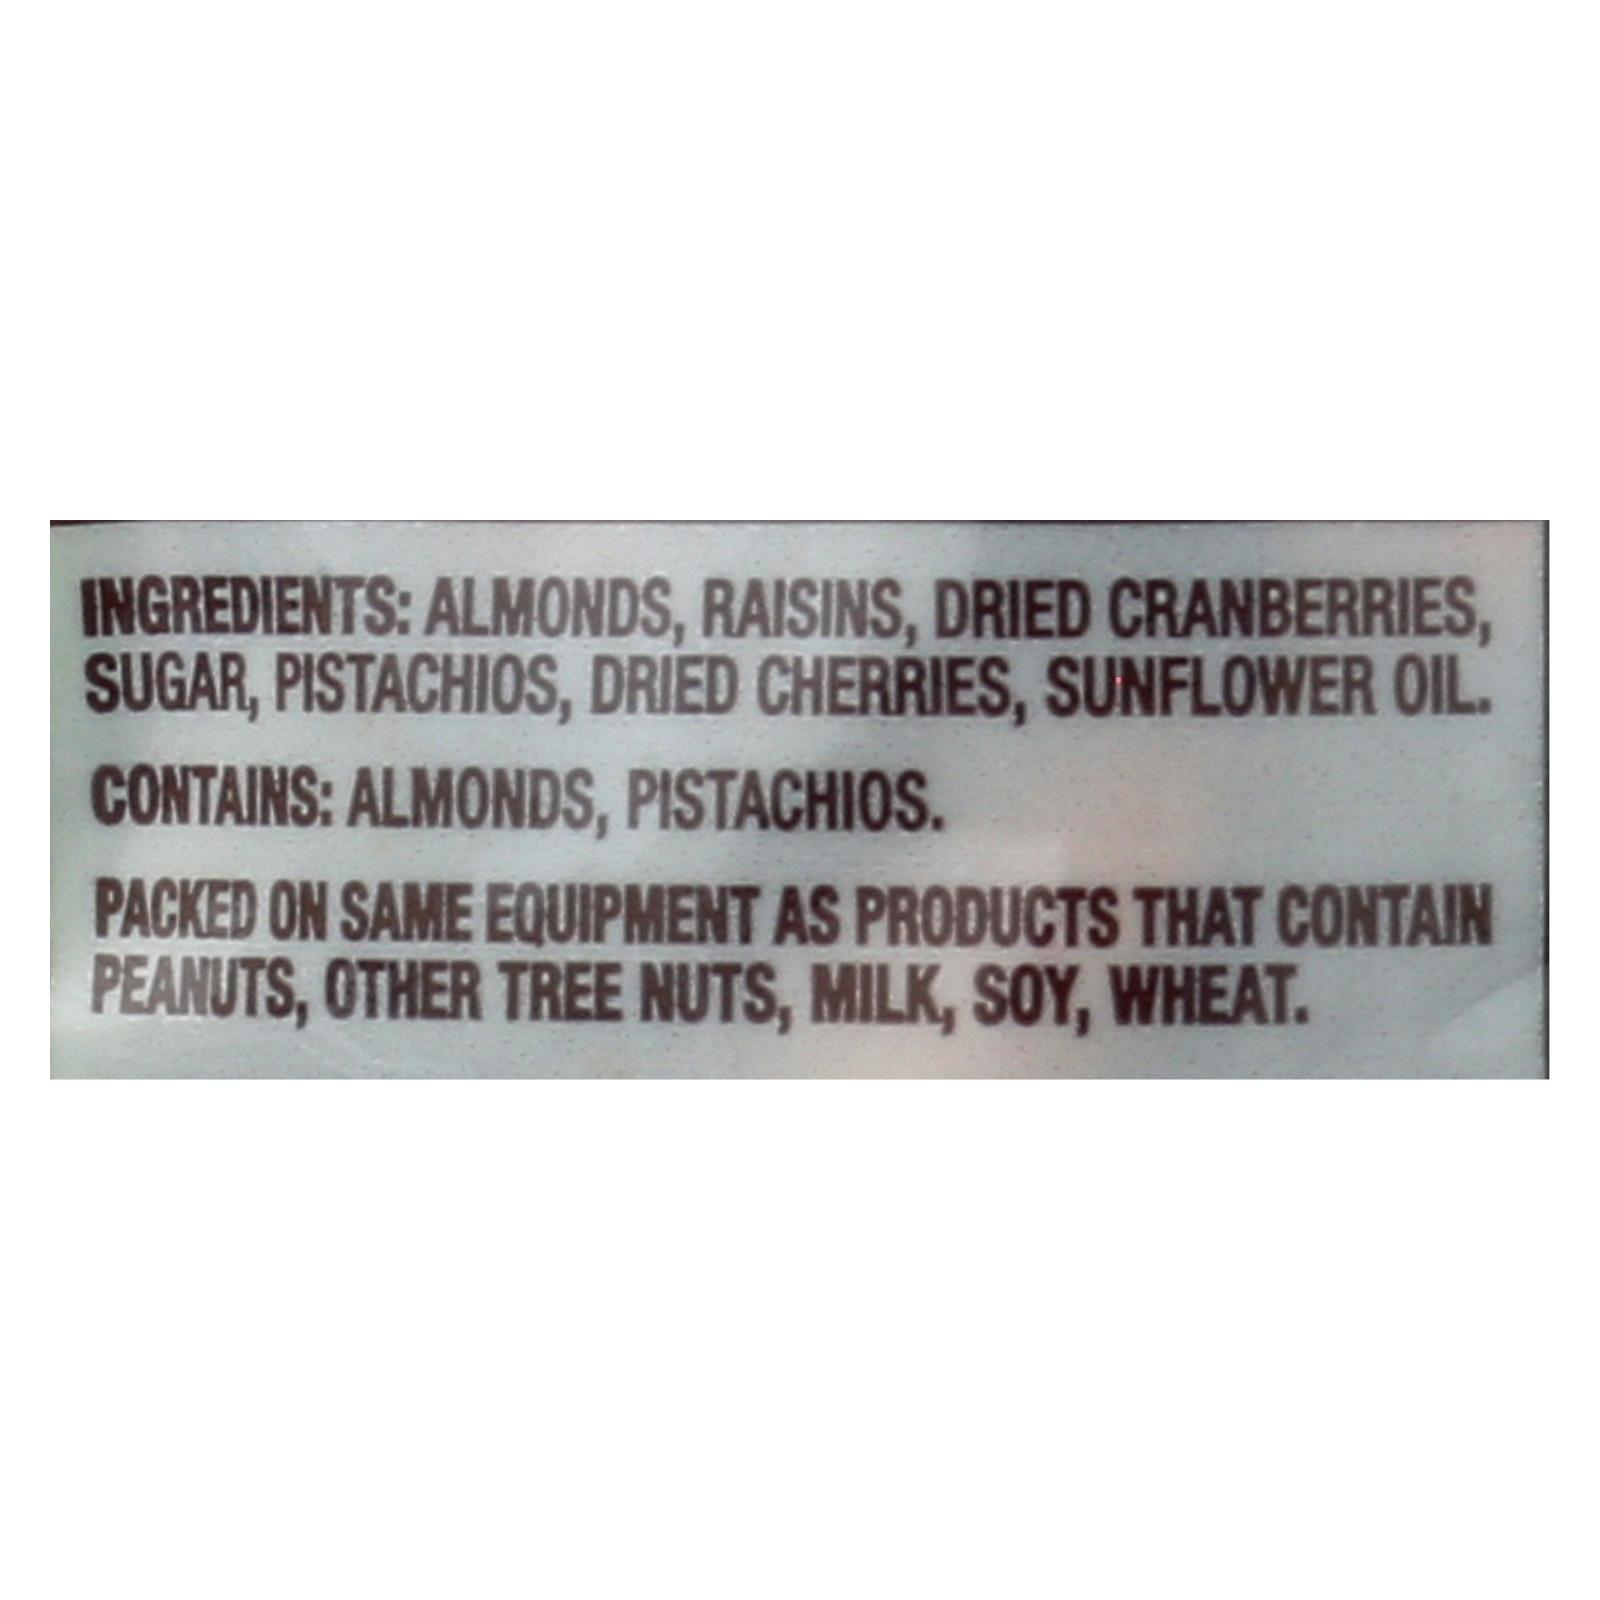 INGREDIENTS: ALMONDS, RAISINS, DRIED CRANBERRIES,
SUGAR, PISTACHIOS, DRIED CHERRIES, SUNFLOWER OIL.
CONTAINS: ALMONDS, PISTACHIOS.
PACKED ON SAME EQUIPMENT AS PRODUCTS THAT CONTAIN
PEANUTS, OTHER TREE NUTS, MILK, SOY, WHEAT.